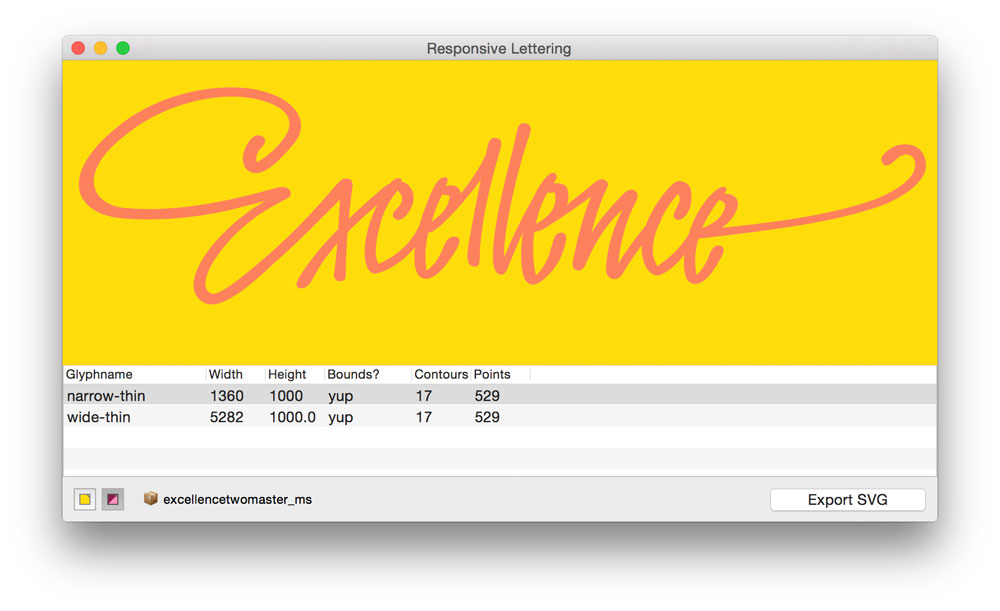 Responsive Lettering
Excellence
Glyphname Width Height Bounds? Contours Points
narrow-thin 1360 1000 yup 17 529
wide-thin 5282 1000.0 yup 17 529
excellencetwomaster_ms Export SVG